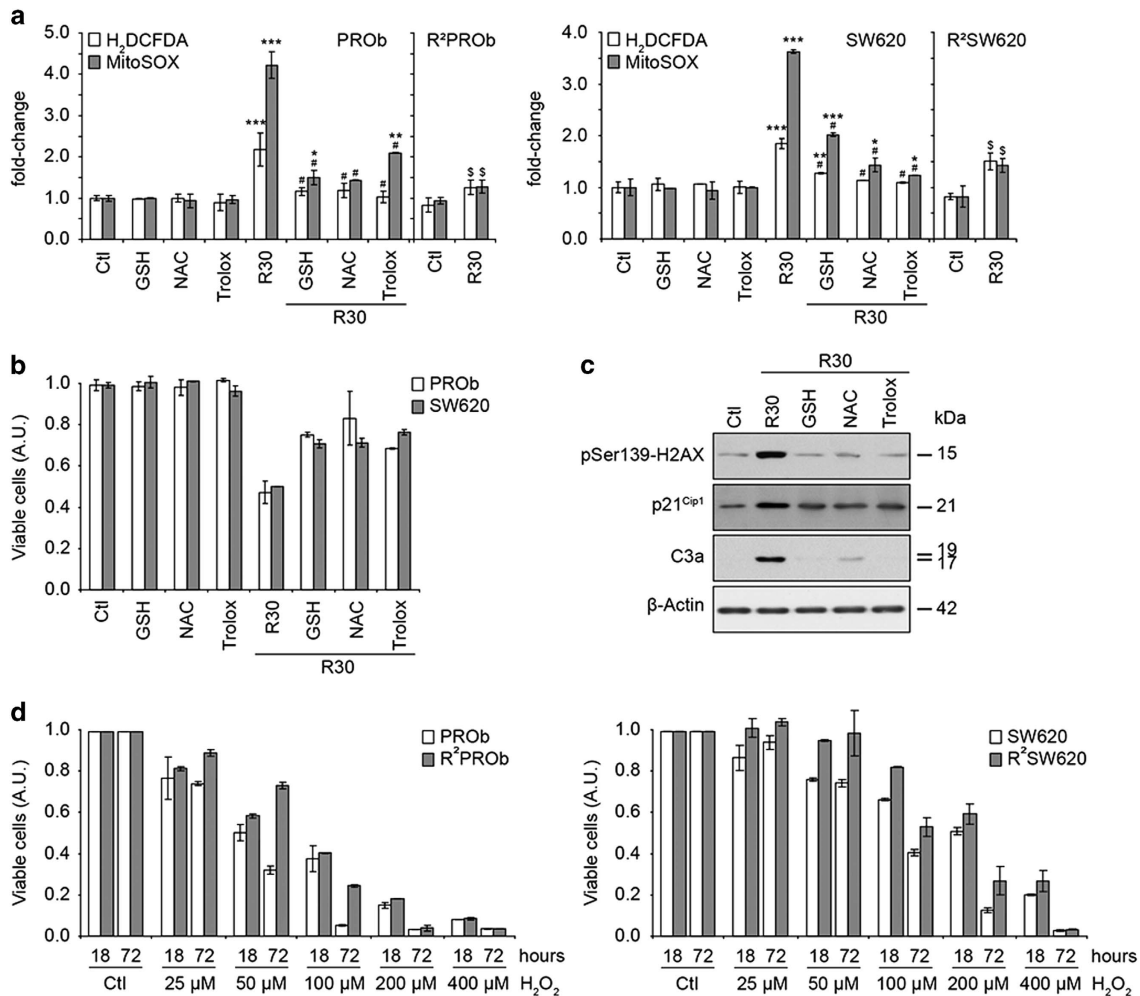 a
5.0
4.0
3.0
2.0
1.0
0.0
fold-change
H₂DCFDA
MitoSOX
PROb
R²PROb
***
***
#
*
#
#
#
#
**
#
$ $
Ctl
GSH
NAC
Trolox
R30
GSH
NAC
Trolox
Ctl
R30
R30
4.0
3.0
2.0
1.0
0.0
fold-change
H₂DCFDA
MitoSOX
SW620
R²SW620
***
***
**
#
***
#
#
*
#
#
*
#
$ $
Ctl
GSH
NAC
Trolox
R30
GSH
NAC
Trolox
Ctl
R30
R30
b
1.0
0.8
0.6
0.4
0.2
0.0
Viable cells (A.U.)
PROb
SW620
Ctl
GSH
NAC
Trolox
R30
GSH
NAC
Trolox
R30
c
R30
Ctl
R30
GSH
NAC
Trolox
kDa
pSer139-H2AX
15
p21Cip1
21
C3a
19
17
β-Actin
42
d
1.0
0.8
0.6
0.4
0.2
0.0
Viable cells (A.U.)
PROb
R²PROb
18 72 18 72 18 72 18 72 18 72 18 72 hours
Ctl 25 µM 50 µM 100 µM 200 µM 400 µM H₂O₂
1.0
0.8
0.6
0.4
0.2
0.0
Viable cells (A.U.)
SW620
R²SW620
18 72 18 72 18 72 18 72 18 72 18 72 hours
Ctl 25 µM 50 µM 100 µM 200 µM 400 µM H₂O₂